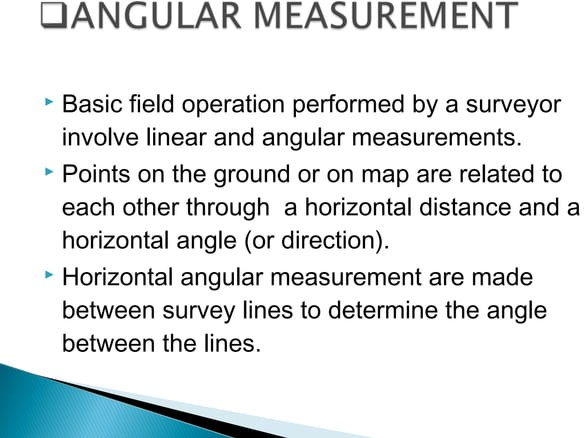 ❑ANGULAR MEASUREMENT
▶ Basic field operation performed by a surveyor
involve linear and angular measurements.
▶ Points on the ground or on map are related to
each other through  a horizontal distance and a
horizontal angle (or direction).
▶ Horizontal angular measurement are made
between survey lines to determine the angle
between the lines.